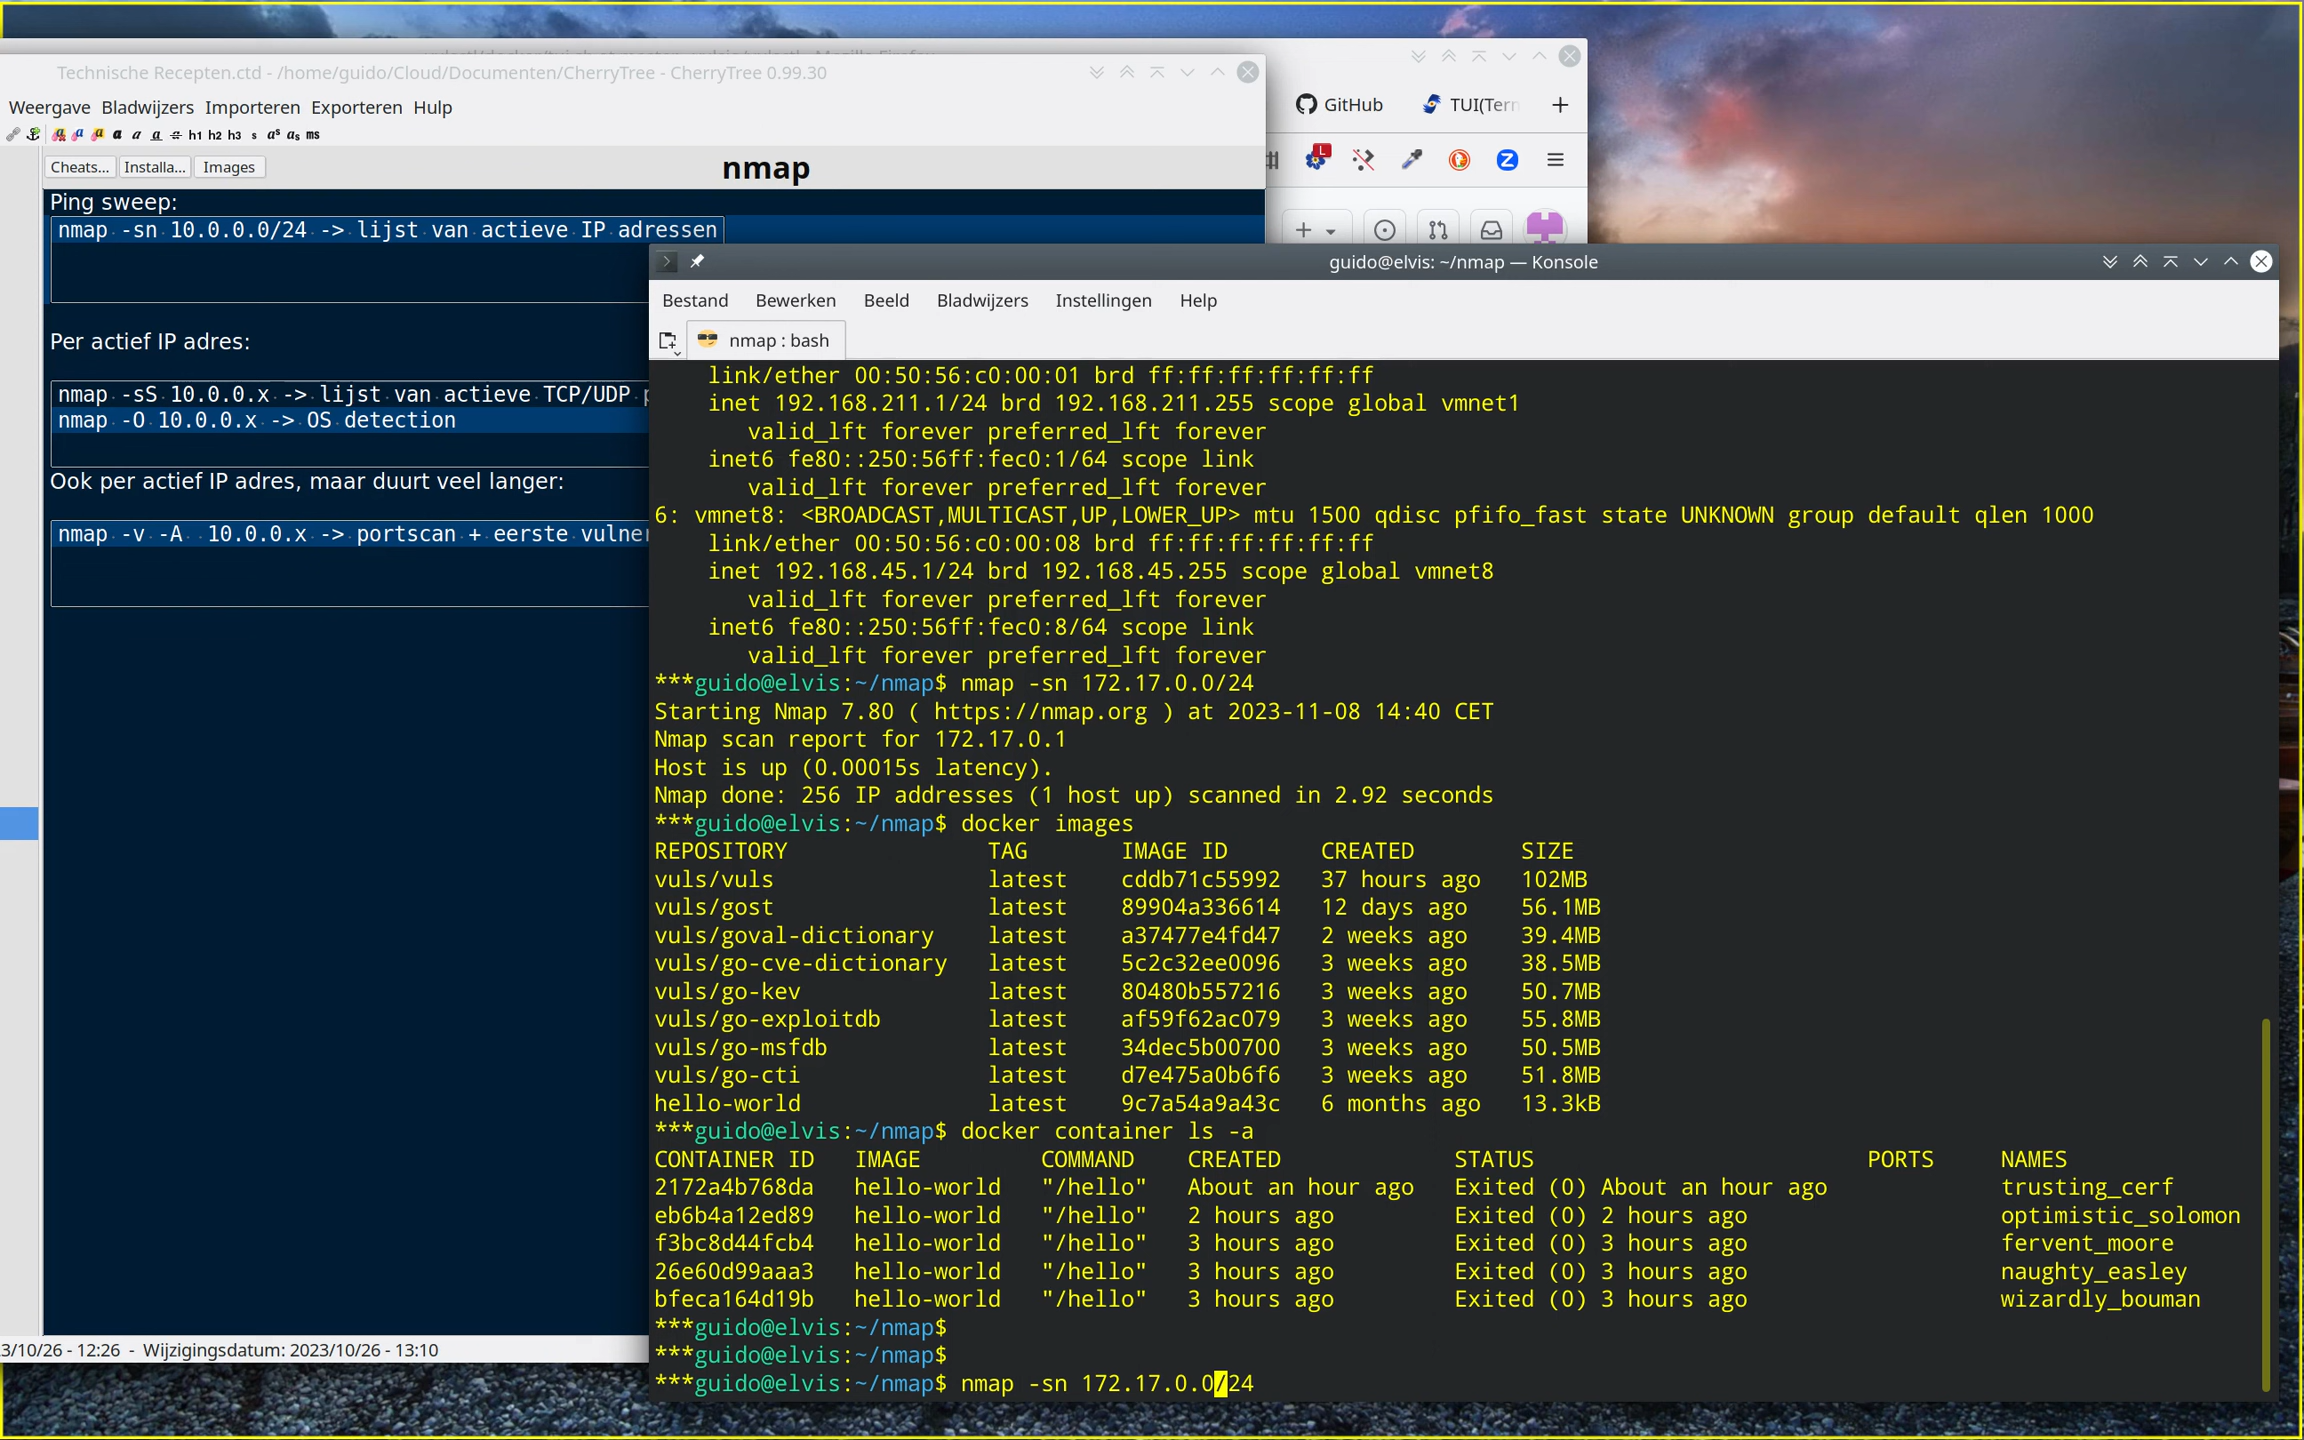 Technische Recepten.ctd - /home/guido/Cloud/Documenten/CherryTree - CherryTree 0.99.30
Weergave Bladwijzers Importeren Exporteren Hulp
h1 h2 h3 s aˢ aₛ ms
Cheats... Installa... Images
nmap
Ping sweep:
nmap -sn 10.0.0.0/24 -> lijst van actieve IP adressen
Per actief IP adres:
nmap -sS 10.0.0.x -> lijst van actieve TCP/UDP
nmap -O 10.0.0.x -> OS detection
Ook per actief IP adres, maar duurt veel langer:
nmap -v -A  10.0.0.x -> portscan + eerste vulner
3/10/26 - 12:26  -  Wijzigingsdatum: 2023/10/26 - 13:10
GitHub TUI(Tern
guido@elvis: ~/nmap — Konsole
Bestand Bewerken Beeld Bladwijzers Instellingen Help
nmap : bash
link/ether 00:50:56:c0:00:01 brd ff:ff:ff:ff:ff:ff
inet 192.168.211.1/24 brd 192.168.211.255 scope global vmnet1
valid_lft forever preferred_lft forever
inet6 fe80::250:56ff:fec0:1/64 scope link
valid_lft forever preferred_lft forever
6: vmnet8: <BROADCAST,MULTICAST,UP,LOWER_UP> mtu 1500 qdisc pfifo_fast state UNKNOWN group default qlen 1000
link/ether 00:50:56:c0:00:08 brd ff:ff:ff:ff:ff:ff
inet 192.168.45.1/24 brd 192.168.45.255 scope global vmnet8
valid_lft forever preferred_lft forever
inet6 fe80::250:56ff:fec0:8/64 scope link
valid_lft forever preferred_lft forever
***guido@elvis:~/nmap$ nmap -sn 172.17.0.0/24
Starting Nmap 7.80 ( https://nmap.org ) at 2023-11-08 14:40 CET
Nmap scan report for 172.17.0.1
Host is up (0.00015s latency).
Nmap done: 256 IP addresses (1 host up) scanned in 2.92 seconds
***guido@elvis:~/nmap$ docker images
REPOSITORY TAG IMAGE ID CREATED SIZE
vuls/vuls latest cddb71c55992 37 hours ago 102MB
vuls/gost latest 89904a336614 12 days ago 56.1MB
vuls/goval-dictionary latest a37477e4fd47 2 weeks ago 39.4MB
vuls/go-cve-dictionary latest 5c2c32ee0096 3 weeks ago 38.5MB
vuls/go-kev latest 80480b557216 3 weeks ago 50.7MB
vuls/go-exploitdb latest af59f62ac079 3 weeks ago 55.8MB
vuls/go-msfdb latest 34dec5b00700 3 weeks ago 50.5MB
vuls/go-cti latest d7e475a0b6f6 3 weeks ago 51.8MB
hello-world latest 9c7a54a9a43c 6 months ago 13.3kB
***guido@elvis:~/nmap$ docker container ls -a
CONTAINER ID IMAGE COMMAND CREATED STATUS PORTS NAMES
2172a4b768da hello-world "/hello" About an hour ago Exited (0) About an hour ago trusting_cerf
eb6b4a12ed89 hello-world "/hello" 2 hours ago Exited (0) 2 hours ago optimistic_solomon
f3bc8d44fcb4 hello-world "/hello" 3 hours ago Exited (0) 3 hours ago fervent_moore
26e60d99aaa3 hello-world "/hello" 3 hours ago Exited (0) 3 hours ago naughty_easley
bfeca164d19b hello-world "/hello" 3 hours ago Exited (0) 3 hours ago wizardly_bouman
***guido@elvis:~/nmap$
***guido@elvis:~/nmap$
***guido@elvis:~/nmap$ nmap -sn 172.17.0.0/24